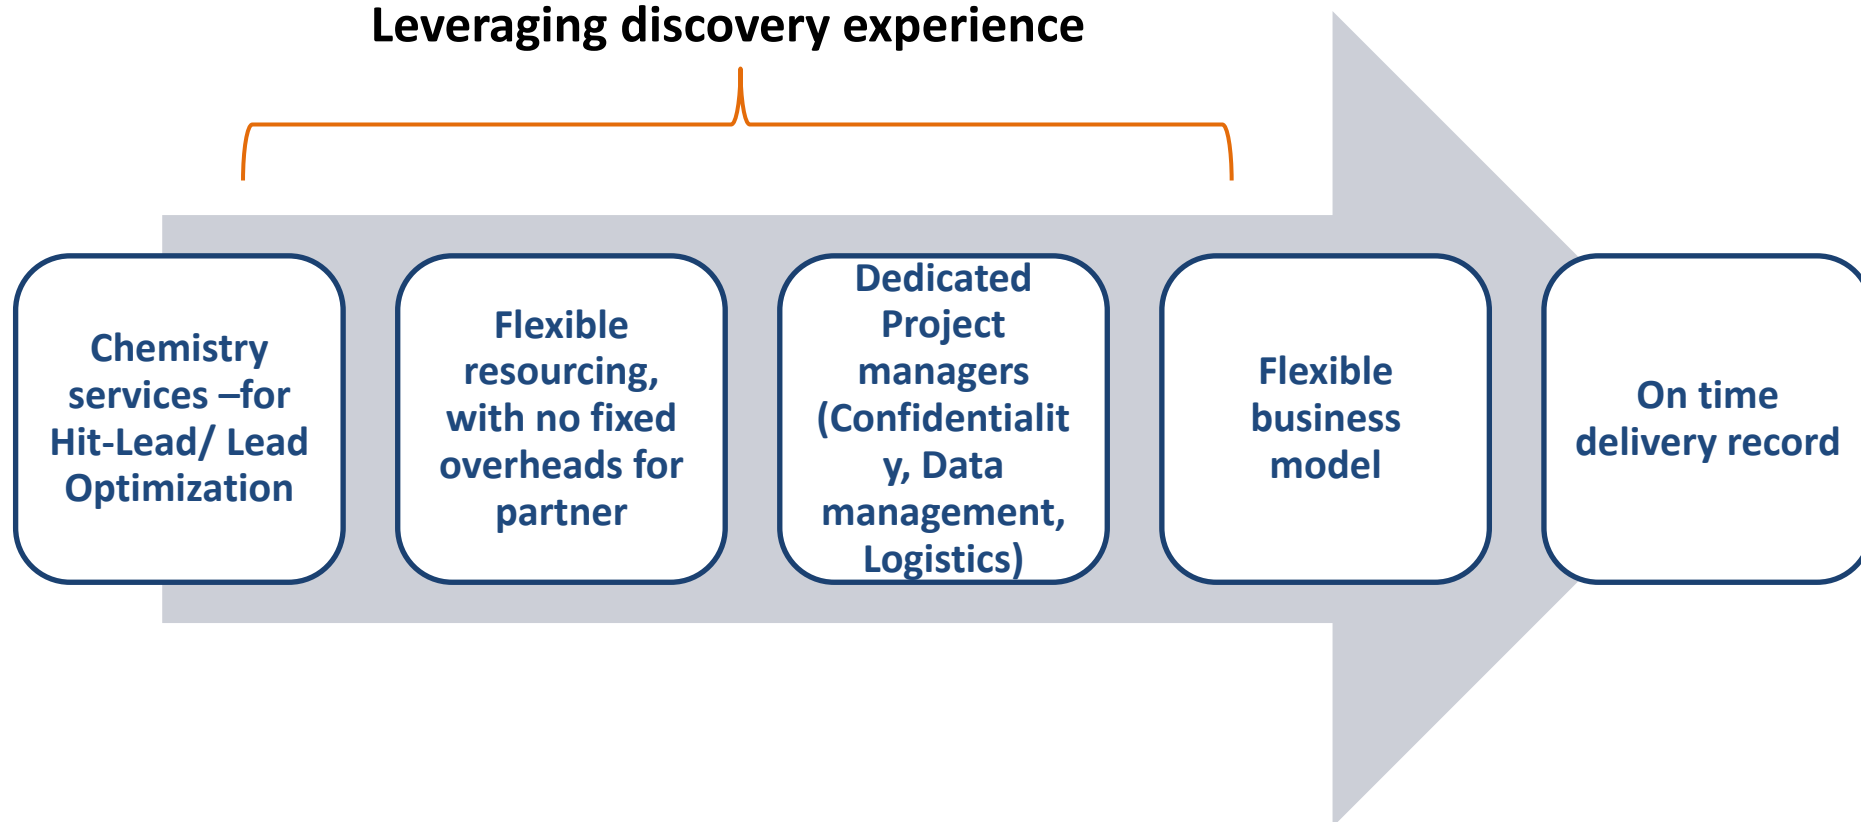 Leveraging discovery experience
Chemistry
services –for
Hit-Lead/ Lead
Optimization
Flexible
resourcing,
with no fixed
overheads for
partner
Dedicated
Project
managers
(Confidentialit
y, Data
management,
Logistics)
Flexible
business
model
On time
delivery record